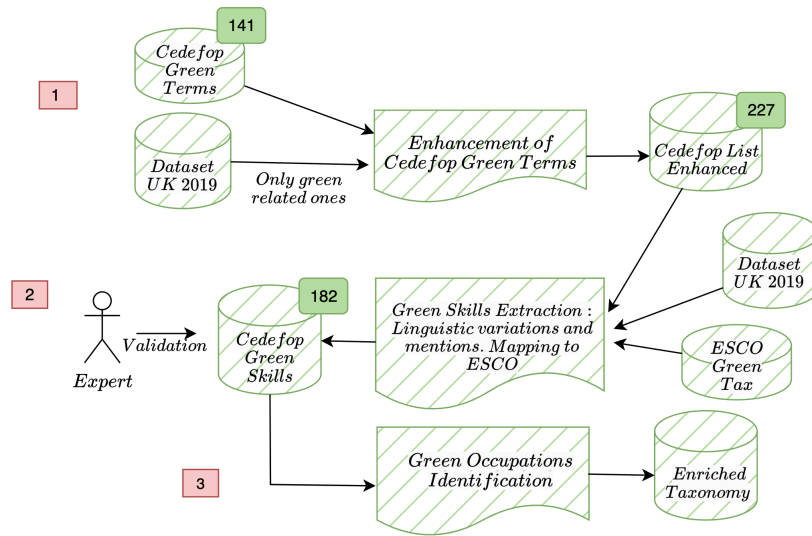 141
Cedefop
Green
Terms
1
227
Enhancement of
Cedefop Green Terms
Cedefop List
Enhanced
Dataset
UK 2019
Only green
related ones
Dataset
UK 2019
2
182
Green Skills Extraction :
Linguistic variations and
mentions. Mapping to
ESCO
Validation
Cedefop
Green
Skills
ESCO
Green
Tax
Expert
3
Green Occupations
Identification
Enriched
Taxonomy